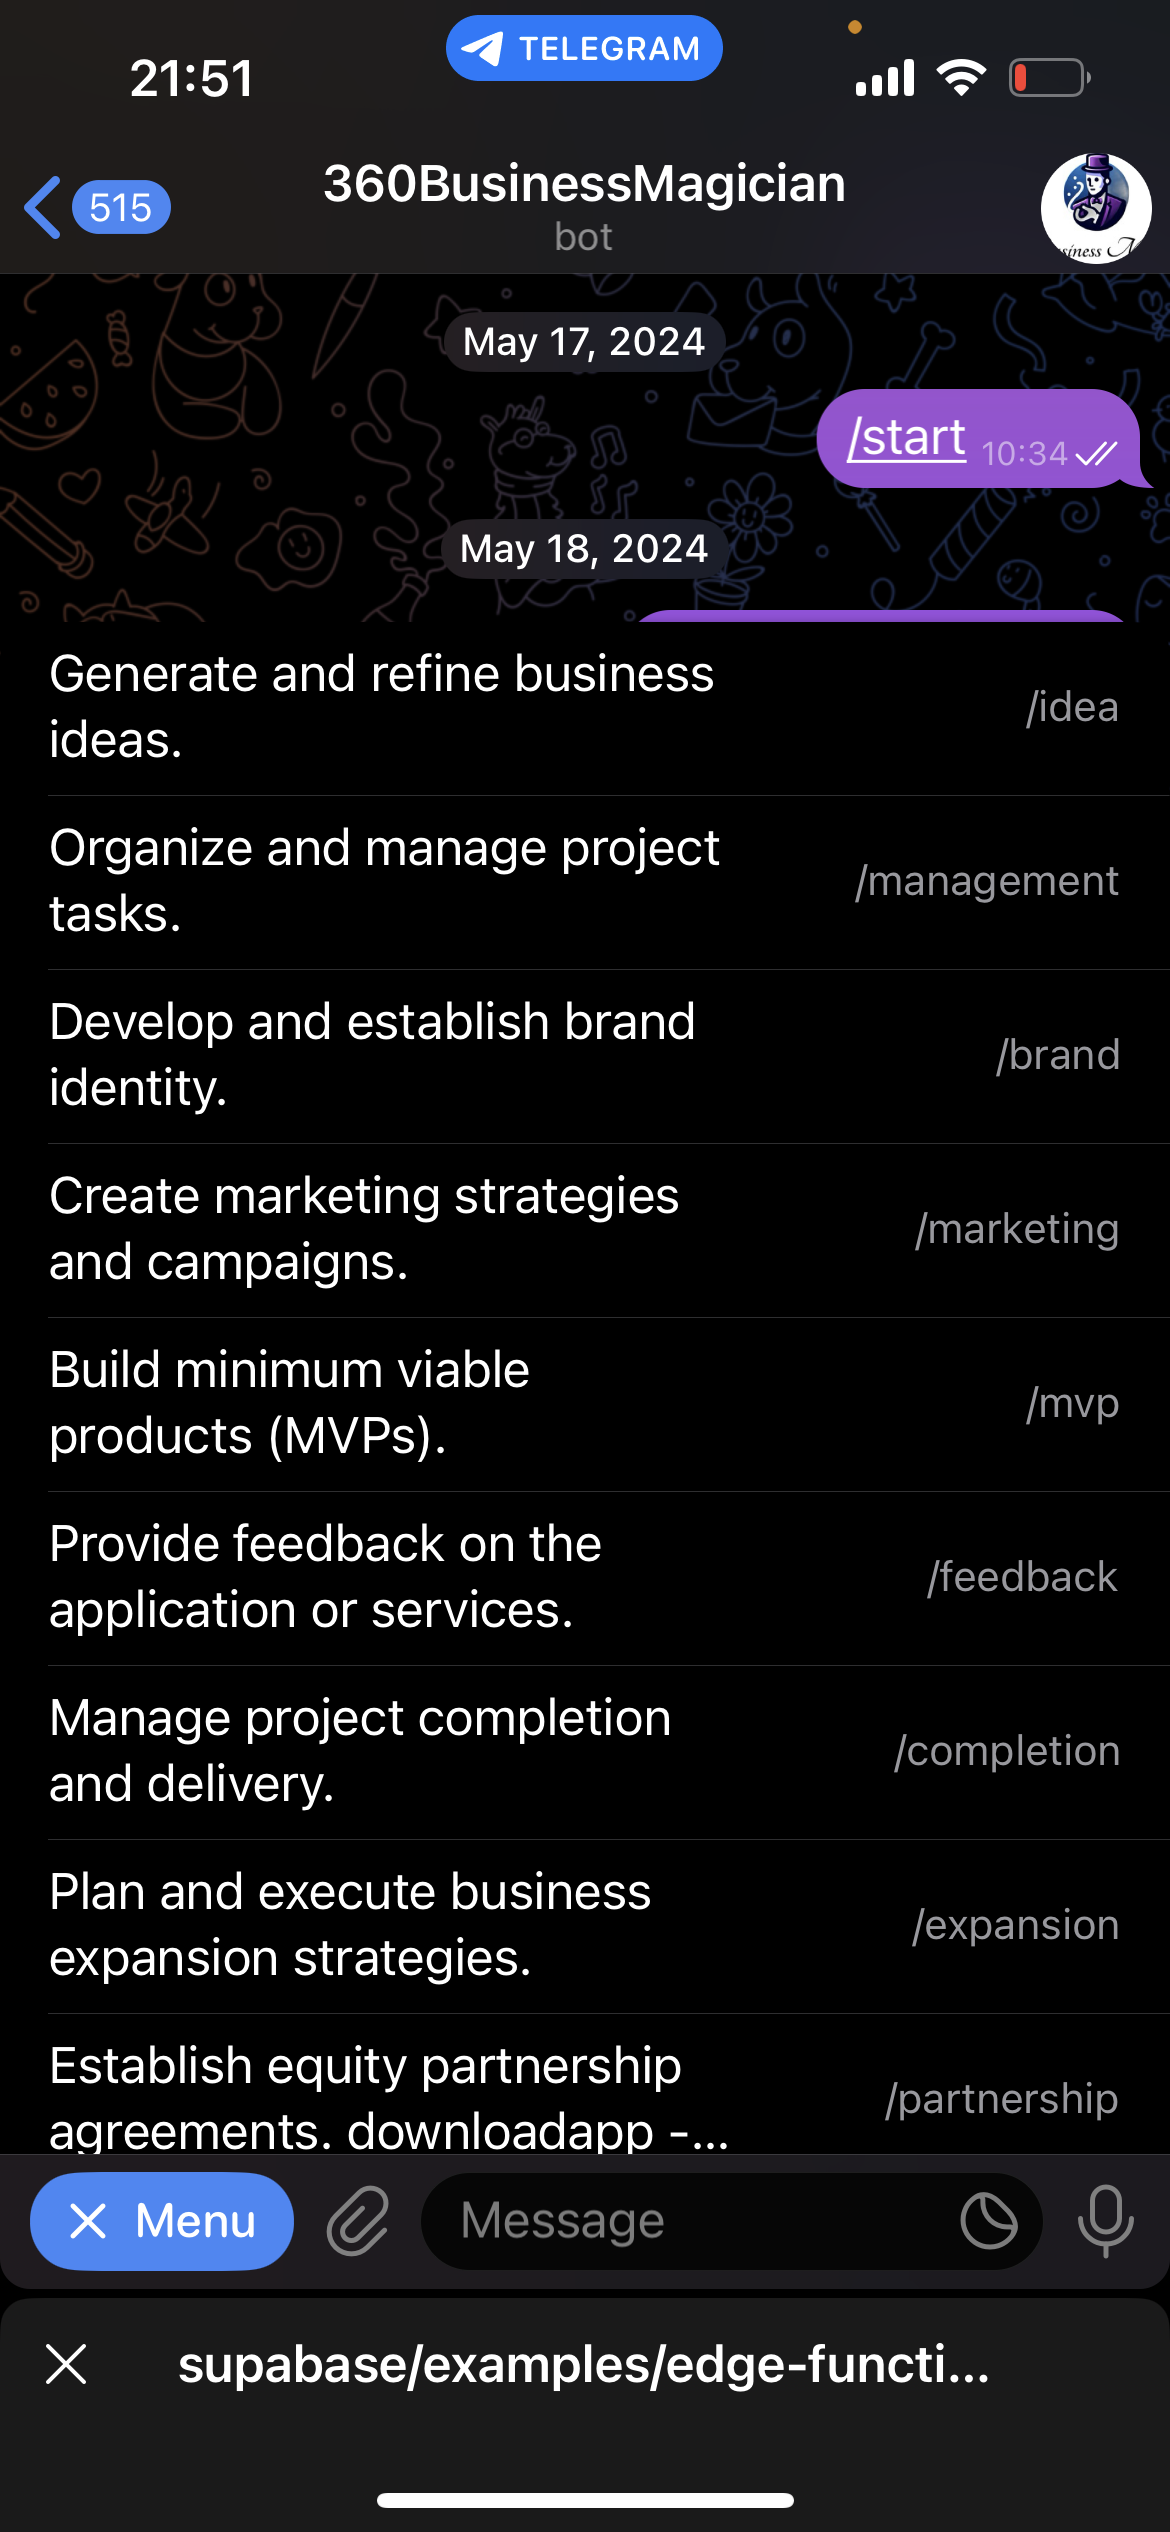 TELEGRAM
21:51
515
360BusinessMagician
bot
May 17, 2024
/start 10:34
May 18, 2024
Generate and refine business
ideas.
/idea
Organize and manage project
tasks.
/management
Develop and establish brand
identity.
/brand
Create marketing strategies
and campaigns.
/marketing
Build minimum viable
products (MVPs).
/mvp
Provide feedback on the
application or services.
/feedback
Manage project completion
and delivery.
/completion
Plan and execute business
expansion strategies.
/expansion
Establish equity partnership
agreements. downloadapp -...
/partnership
Menu
Message
supabase/examples/edge-functi...